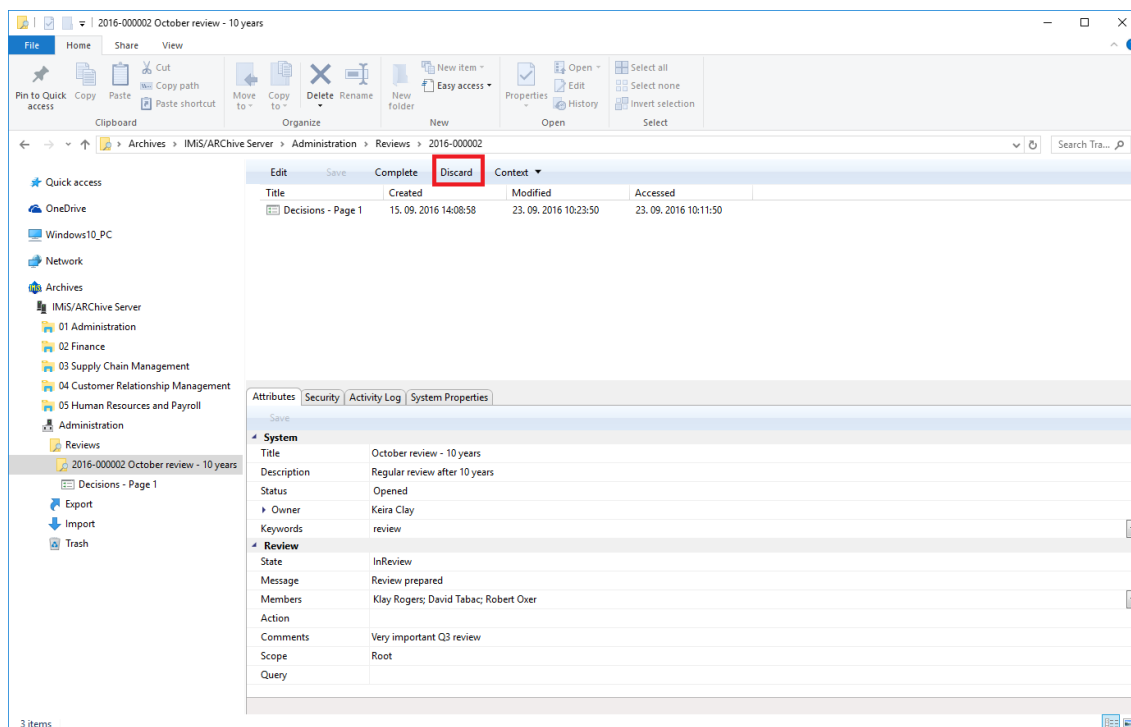 2016-000002 October review - 10 years
File Home Share View
Pin to Quick access
Copy
Paste
Cut
Copy path
Paste shortcut
Clipboard
Move to
Copy to
Delete
Rename
Organize
New folder
New item
Easy access
New
Properties
Open
Edit
History
Open
Select all
Select none
Invert selection
Select
Archives > IMiS/ARChive Server > Administration > Reviews > 2016-000002
Search Tra...
Quick access
OneDrive
Windows10_PC
Network
Archives
IMiS/ARChive Server
01 Administration
02 Finance
03 Supply Chain Management
04 Customer Relationship Management
05 Human Resources and Payroll
Administration
Reviews
2016-000002 October review - 10 years
Decisions - Page 1
Export
Import
Trash
Edit Save Complete Discard Context
Title Created Modified Accessed
Decisions - Page 1 15. 09. 2016 14:08:58 23. 09. 2016 10:23:50 23. 09. 2016 10:11:50
Attributes Security Activity Log System Properties
Save
System
Title October review - 10 years
Description Regular review after 10 years
Status Opened
Owner Keira Clay
Keywords review
Review
State InReview
Message Review prepared
Members Klay Rogers; David Tabac; Robert Oxer
Action
Comments Very important Q3 review
Scope Root
Query
3 items